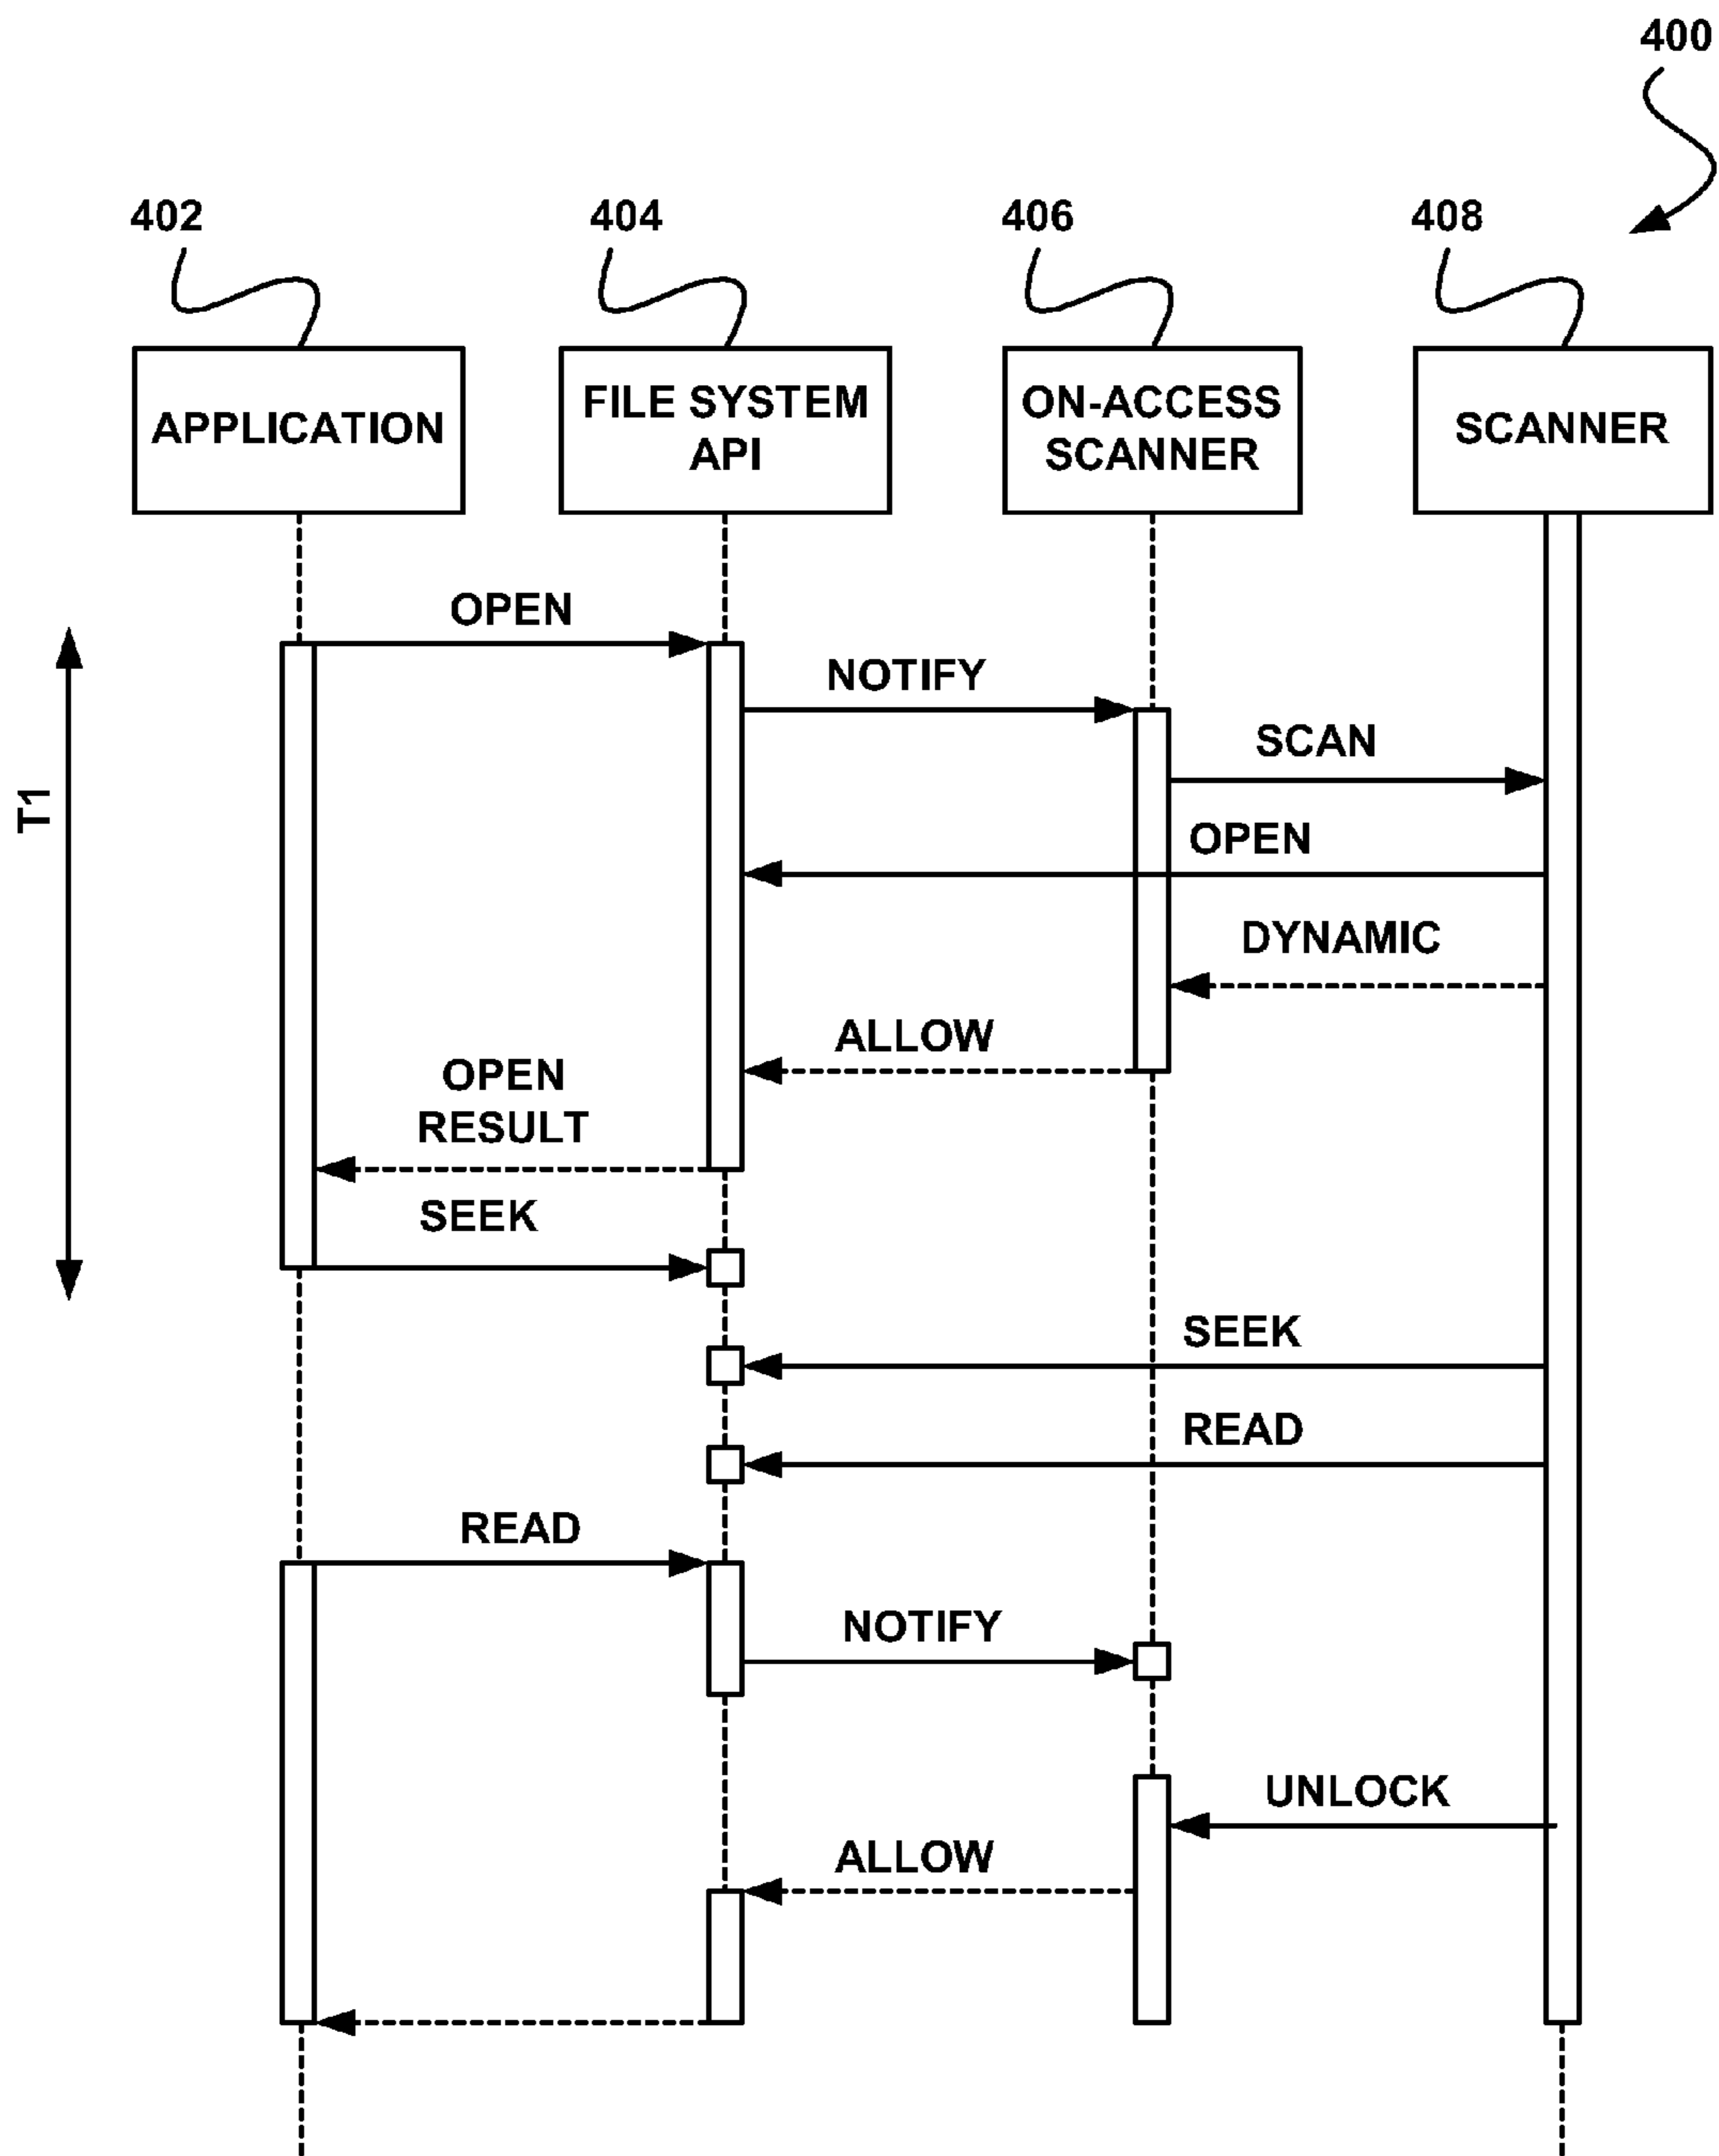 400
402
404
406
408
APPLICATION
FILE SYSTEM
API
ON-ACCESS
SCANNER
SCANNER
OPEN
NOTIFY
SCAN
T1
OPEN
DYNAMIC
ALLOW
OPEN
RESULT
SEEK
SEEK
READ
READ
NOTIFY
UNLOCK
ALLOW